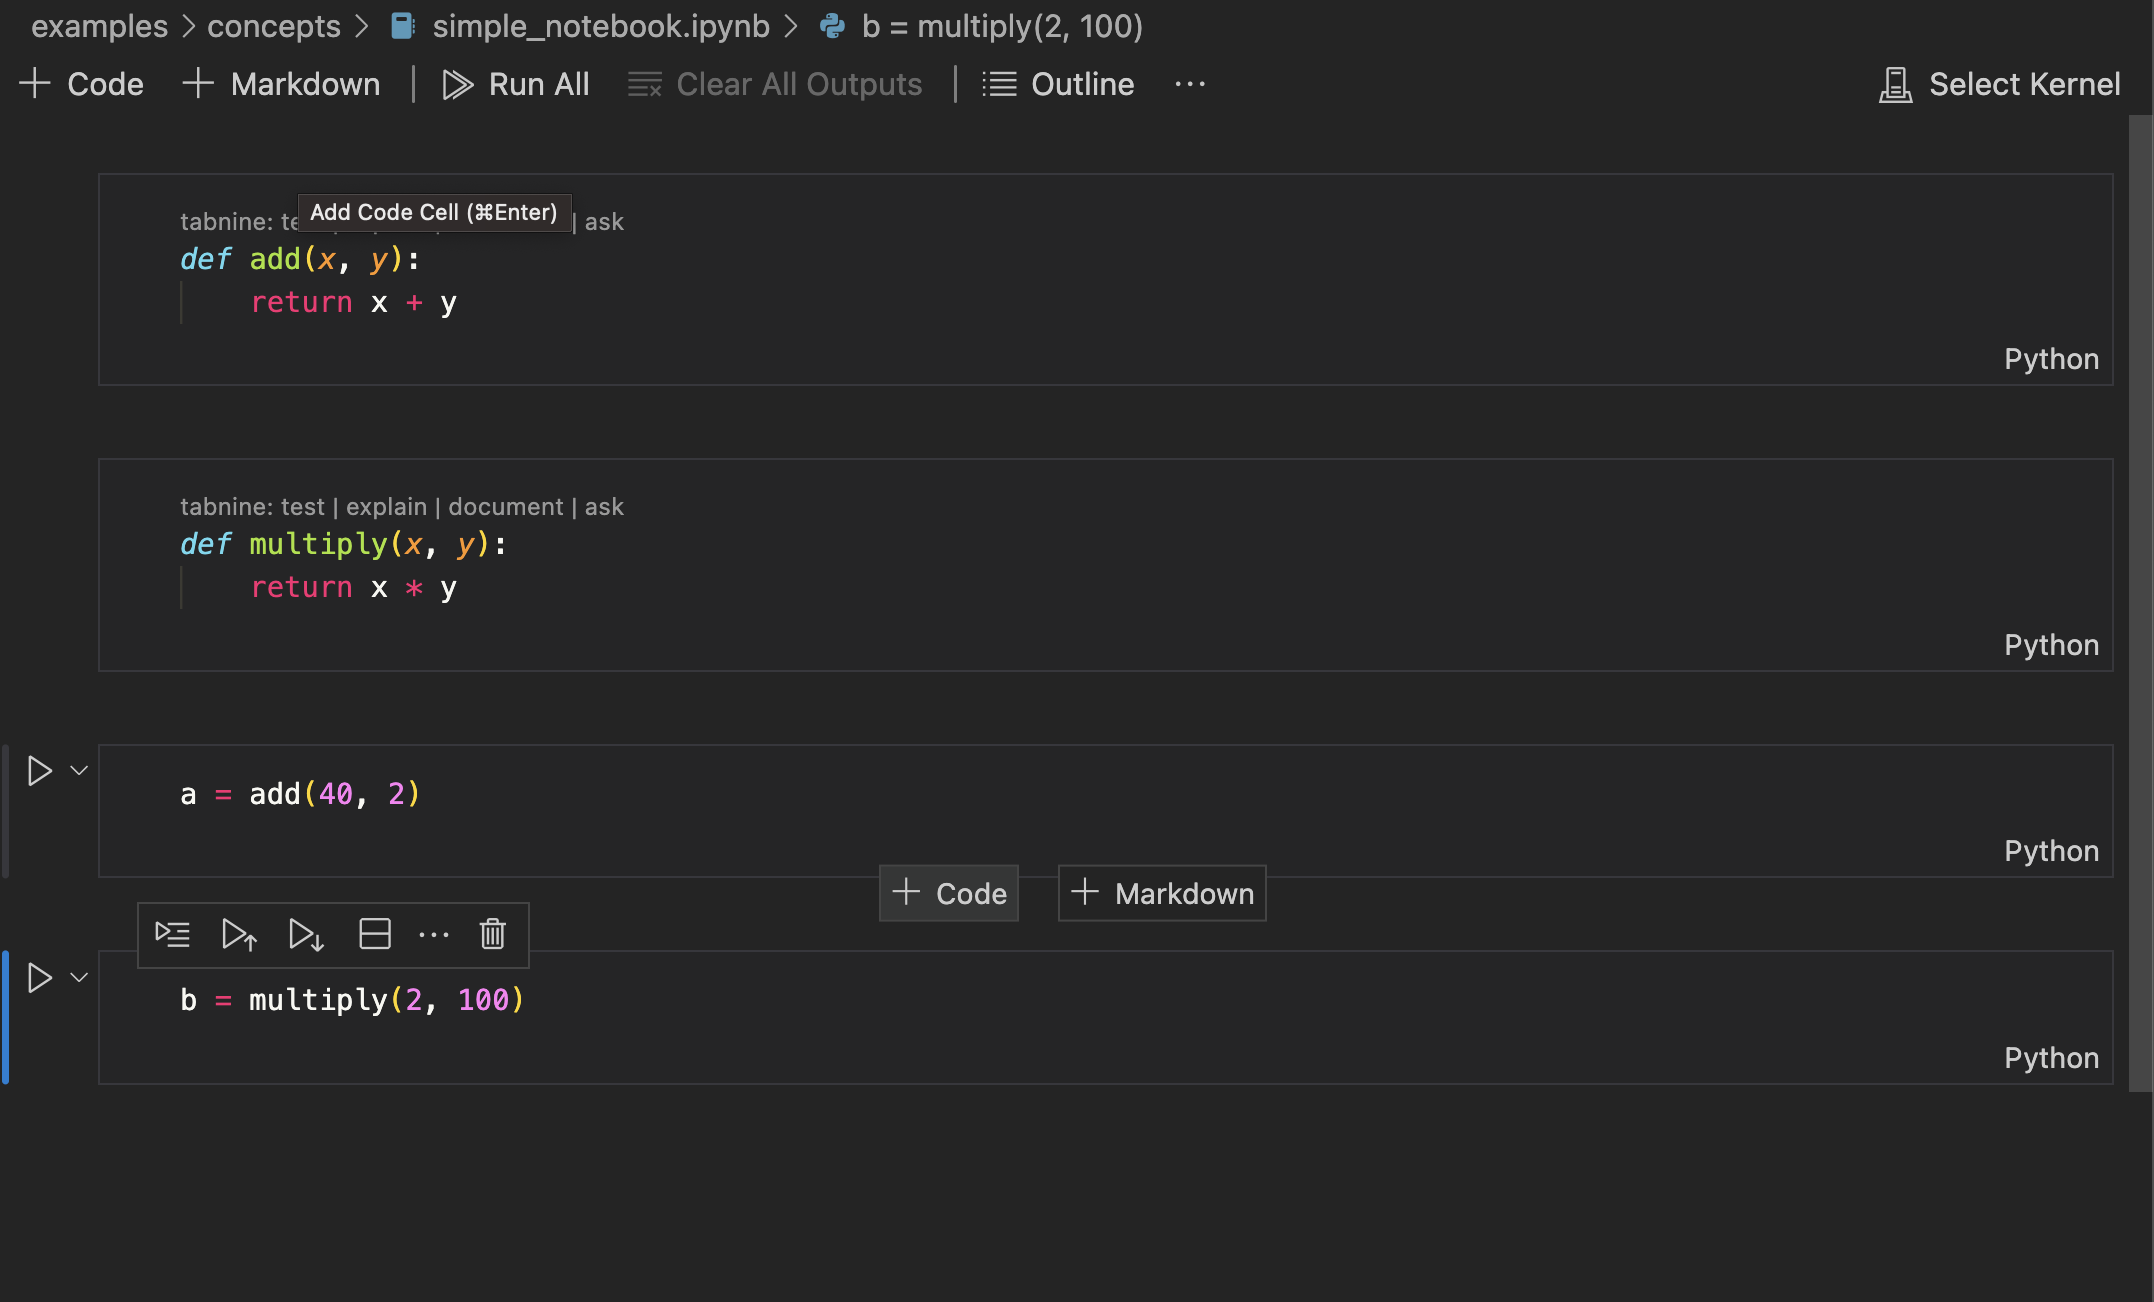 examples > concepts > simple_notebook.ipynb > b = multiply(2, 100)
+ Code + Markdown | Run All Clear All Outputs | Outline ... Select Kernel
Add Code Cell (⌘Enter)
tabnine: | ask
def add(x, y):
    return x + y
Python
tabnine: test | explain | document | ask
def multiply(x, y):
    return x * y
Python
a = add(40, 2)
Python
+ Code + Markdown
b = multiply(2, 100)
Python